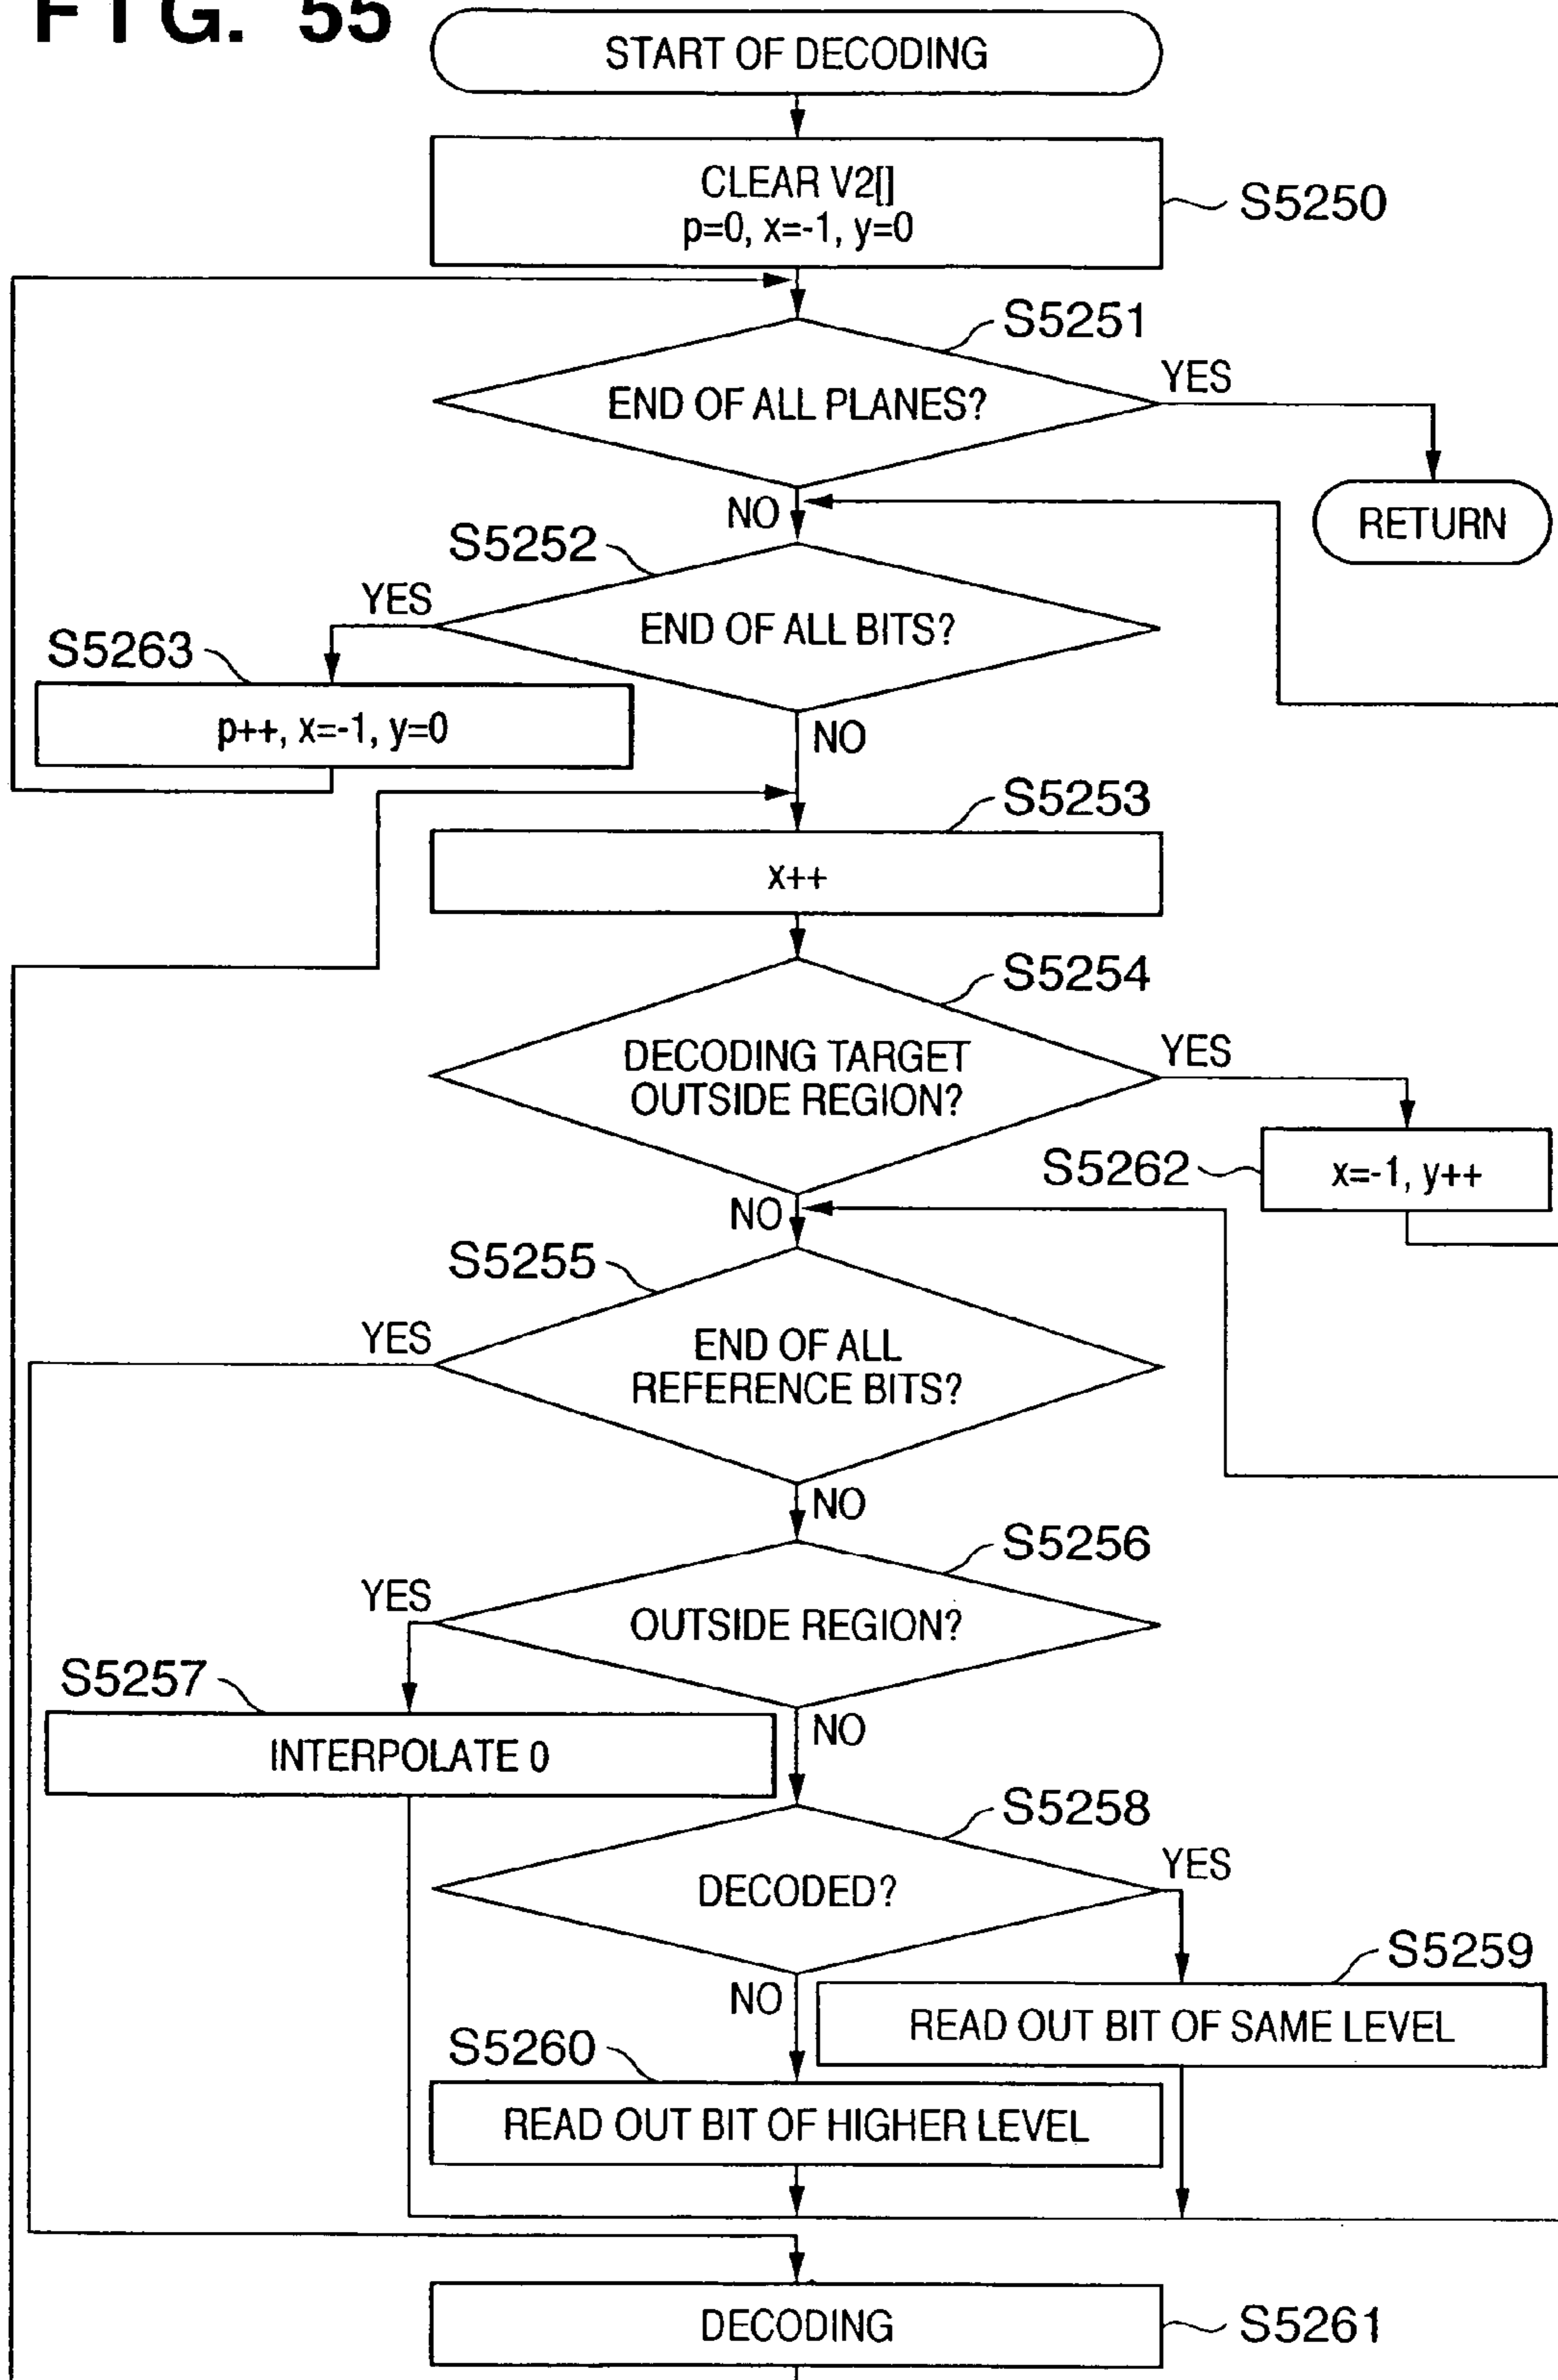 FIG. 55
START OF DECODING
CLEAR V2[]
p=0, x=-1, y=0
S5250
S5251
END OF ALL PLANES?
YES
RETURN
NO
S5252
YES
END OF ALL BITS?
S5263
p++, x=-1, y=0
NO
S5253
x++
S5254
DECODING TARGET
OUTSIDE REGION?
YES
S5262
x=-1, y++
NO
S5255
YES
END OF ALL
REFERENCE BITS?
NO
S5256
YES
OUTSIDE REGION?
S5257
NO
INTERPOLATE 0
S5258
YES
DECODED?
S5259
NO
READ OUT BIT OF SAME LEVEL
S5260
READ OUT BIT OF HIGHER LEVEL
DECODING
S5261